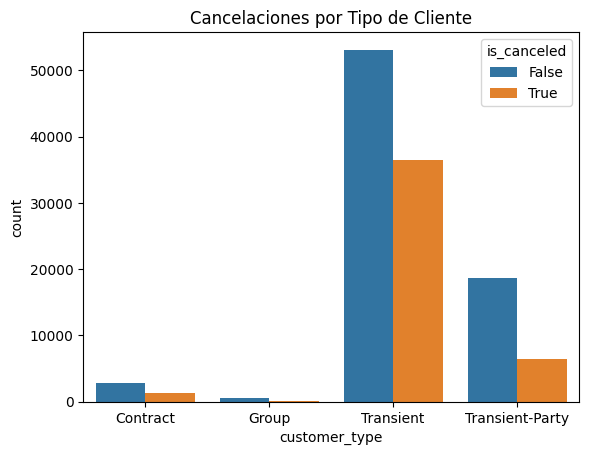 Cancelaciones por Tipo de Cliente
is_canceled
False
True
50000
40000
30000
20000
10000
0
count
Contract Group Transient Transient-Party
customer_type